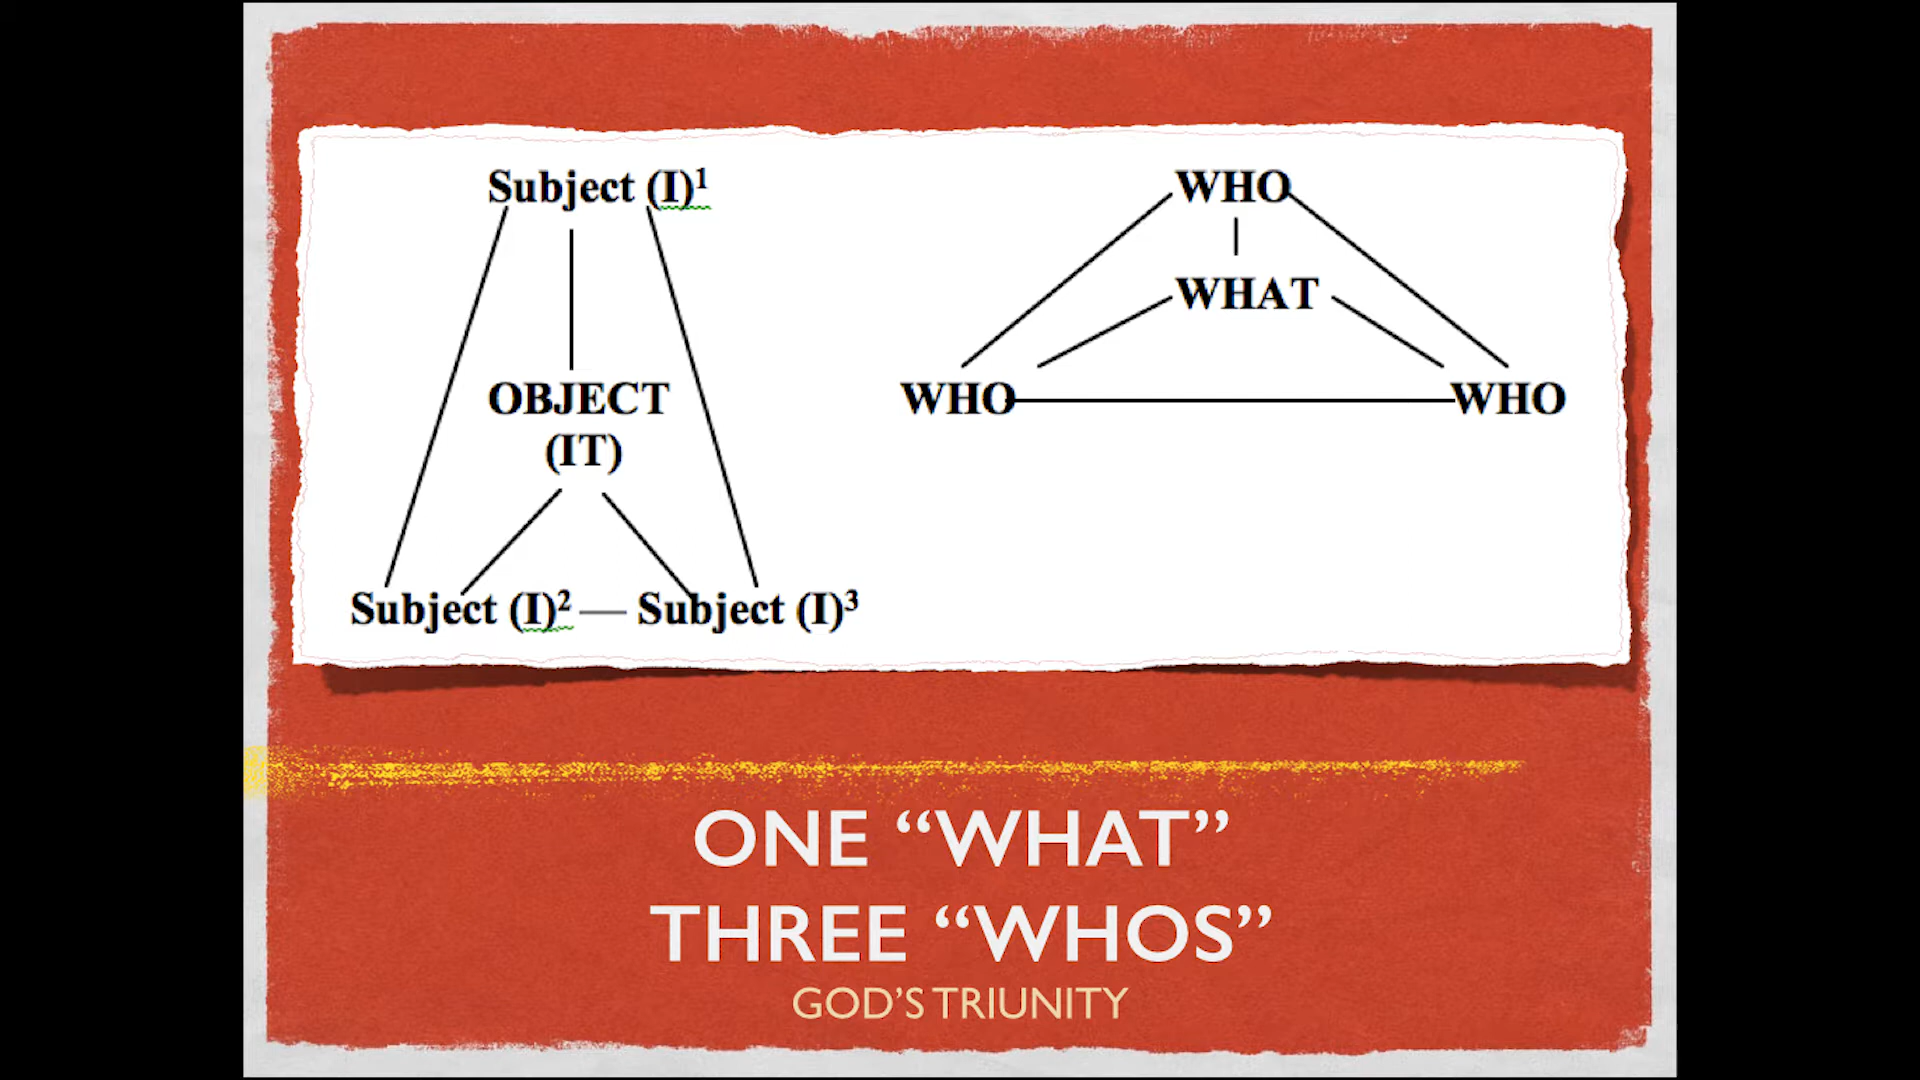 Subject (I)¹
OBJECT
(IT)
Subject (I)² — Subject (I)³
WHO
WHAT
WHO WHO
ONE “WHAT”
THREE “WHOS”
GOD’S TRIUNITY